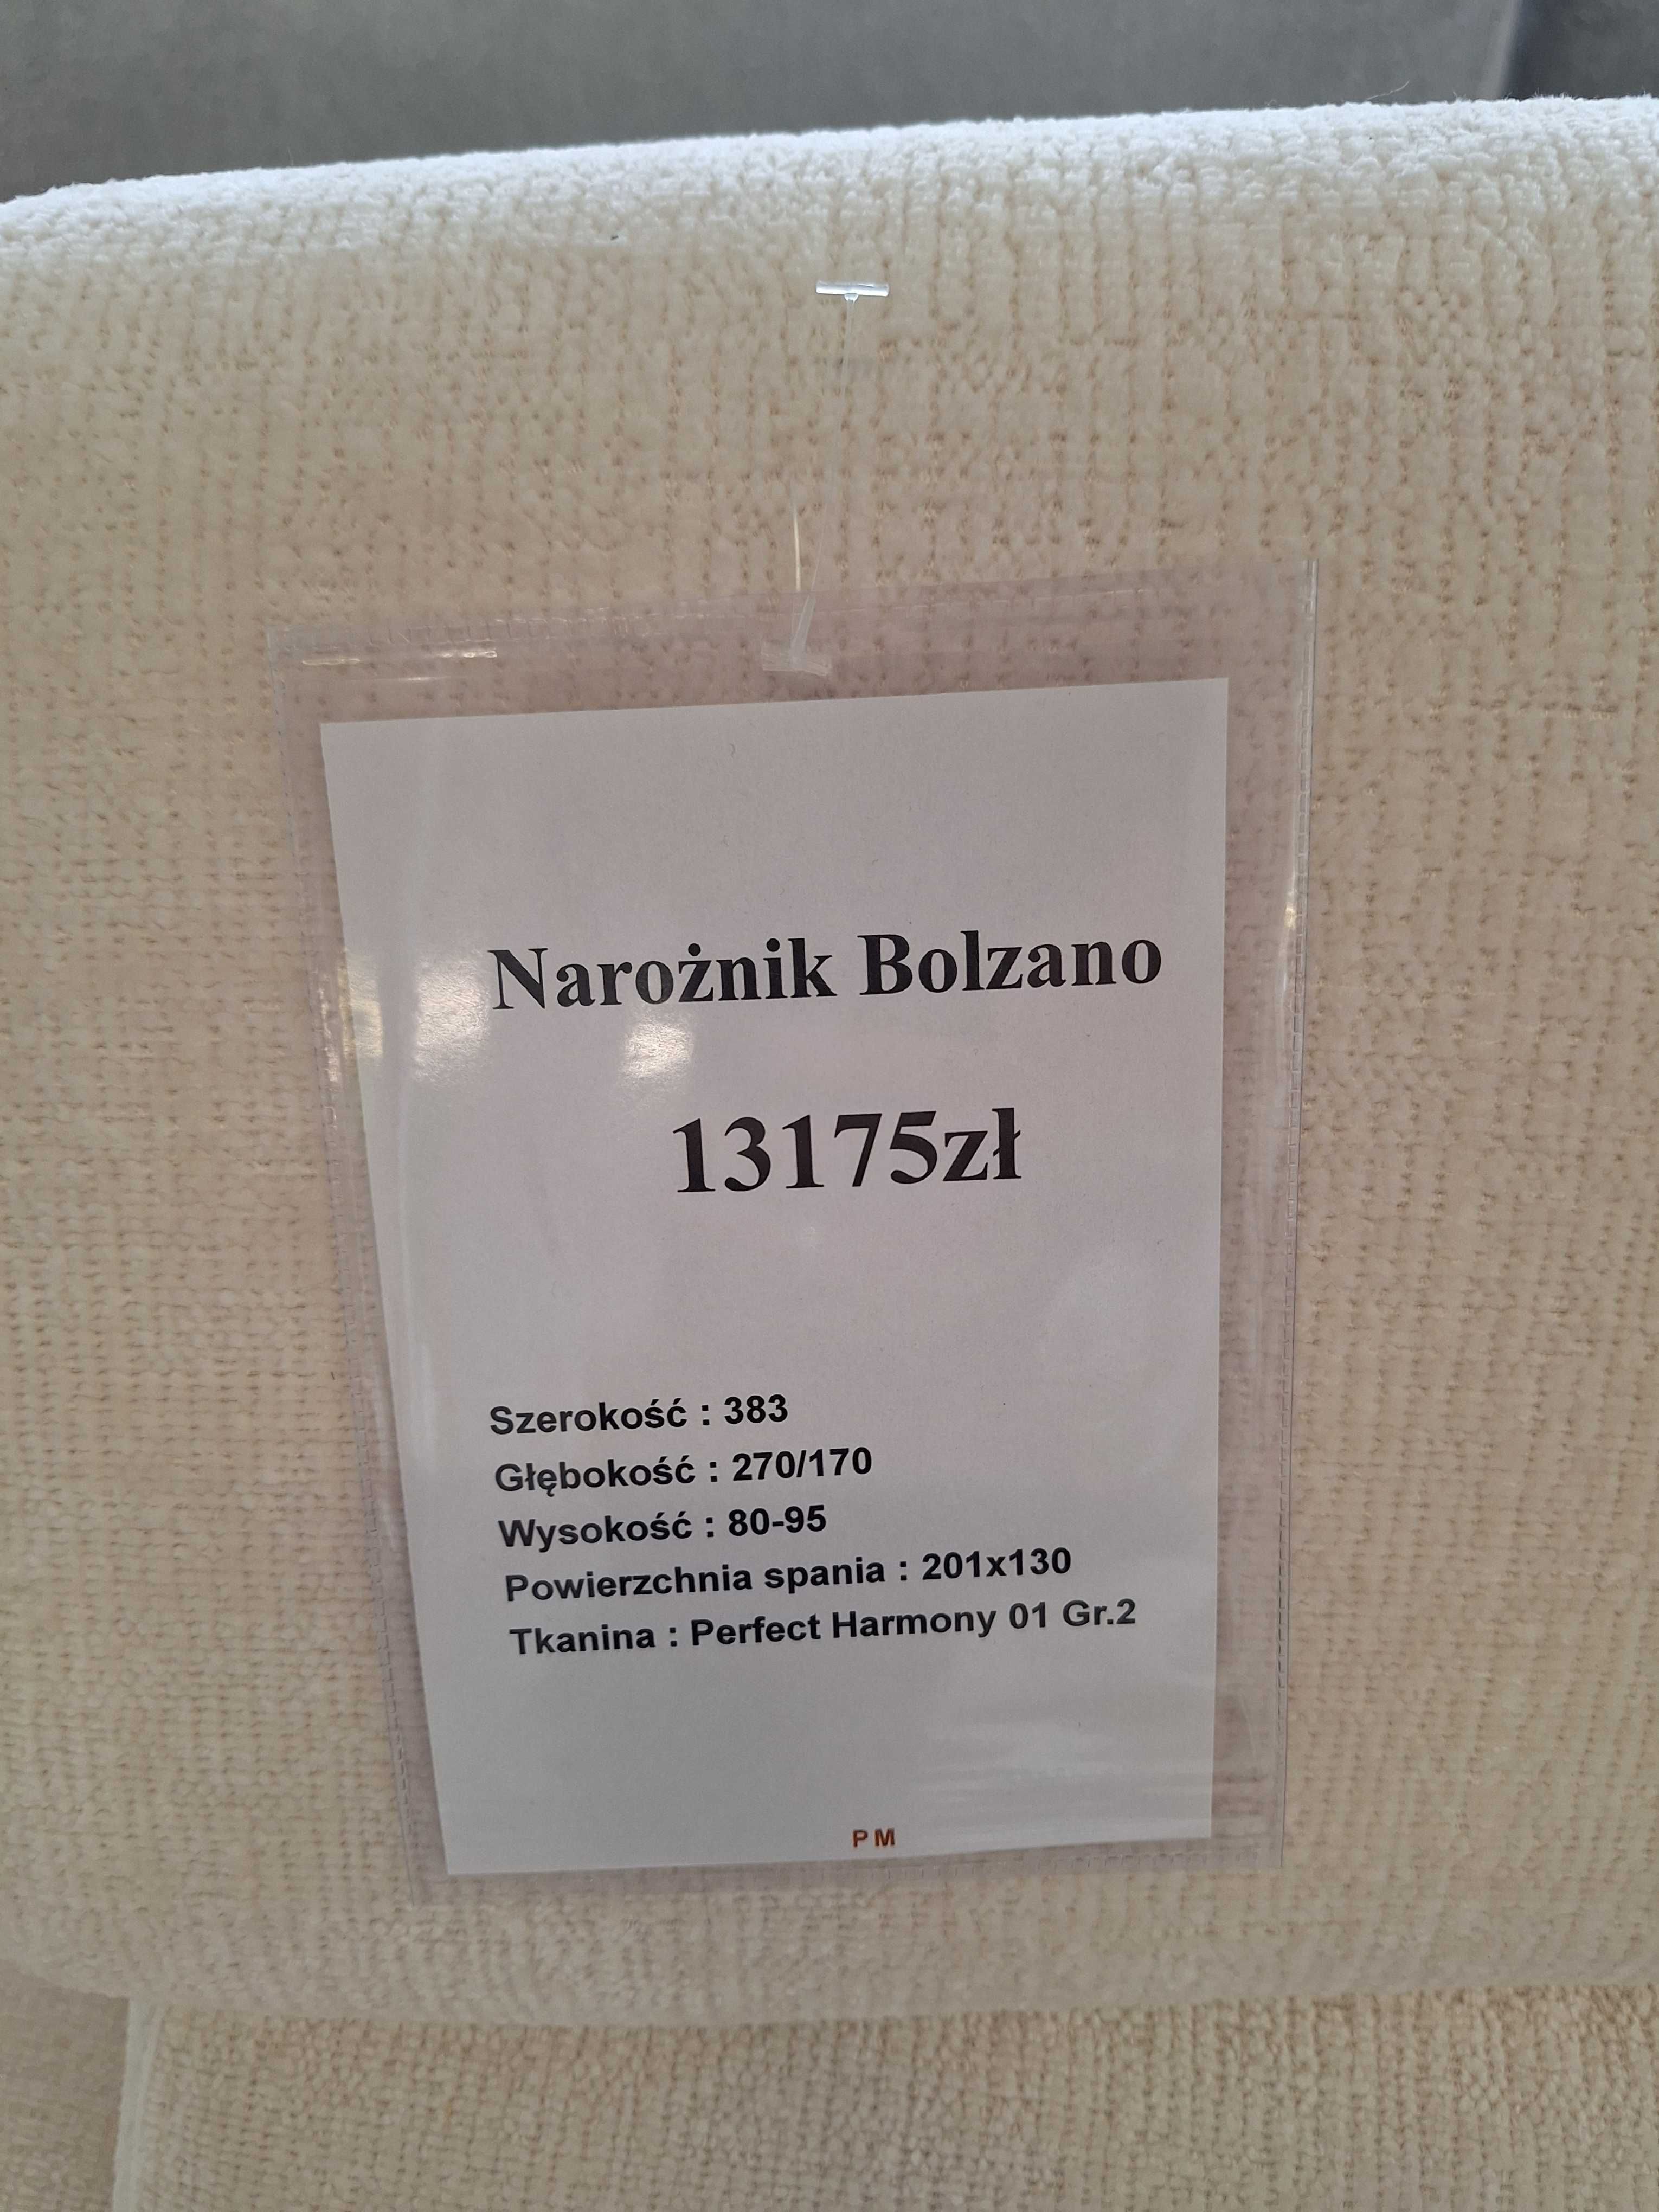 Narożnik Bolzano
13175zł
Szerokość : 383
Głębokość : 270/170
Wysokość : 80-95
Powierzchnia spania : 201x130
Tkanina : Perfect Harmony 01 Gr.2
PM